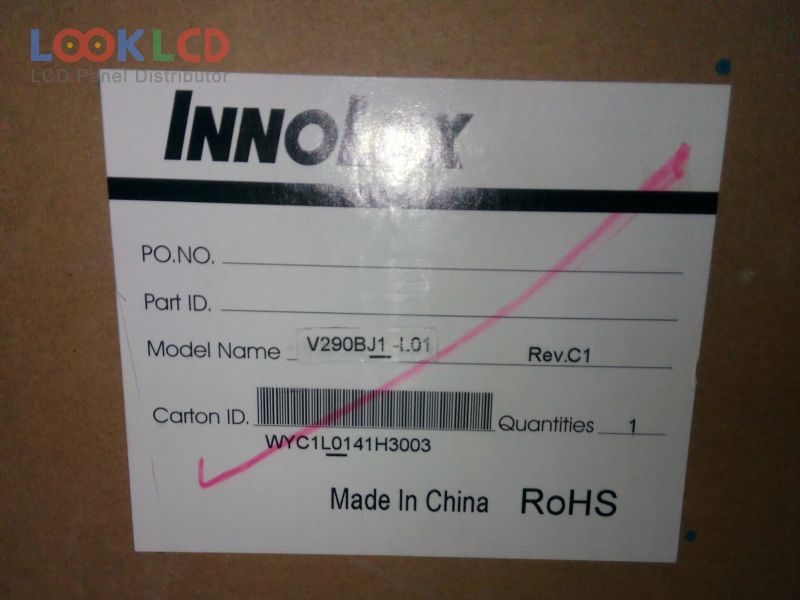 LOOKLCD
LCD Panel Distributor
INNOLUX
PO.NO.
Part ID.
Model Name V290BJ1-L01 Rev.C1
Carton ID. Quantities 1
WYC1L0141H3003
Made In China RoHS